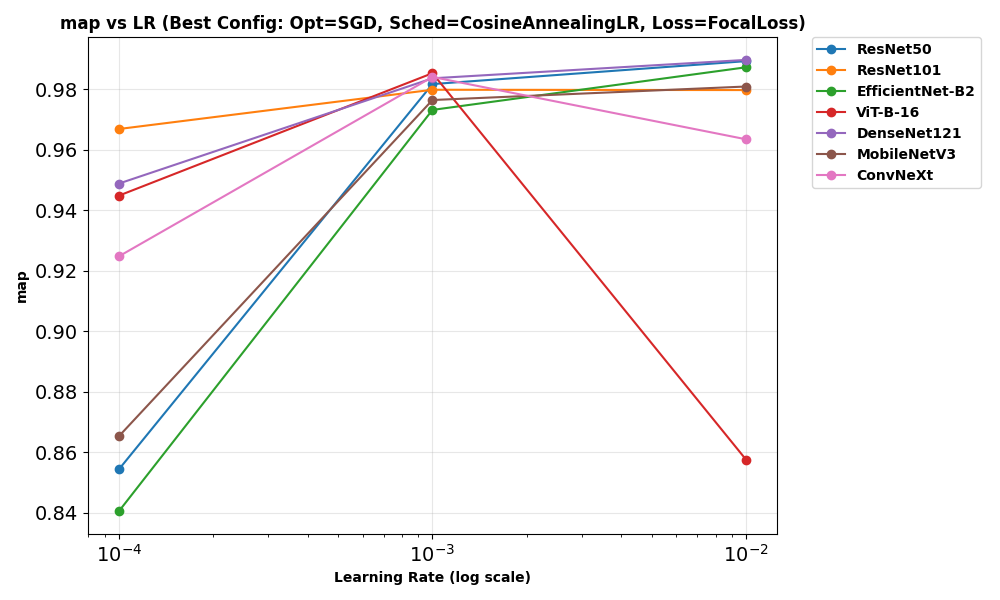 map vs LR (Best Config: Opt=SGD, Sched=CosineAnnealingLR, Loss=FocalLoss)
ResNet50
ResNet101
EfficientNet-B2
ViT-B-16
DenseNet121
MobileNetV3
ConvNeXt
map
0.98
0.96
0.94
0.92
0.90
0.88
0.86
0.84
10⁻⁴ 10⁻³ 10⁻²
Learning Rate (log scale)